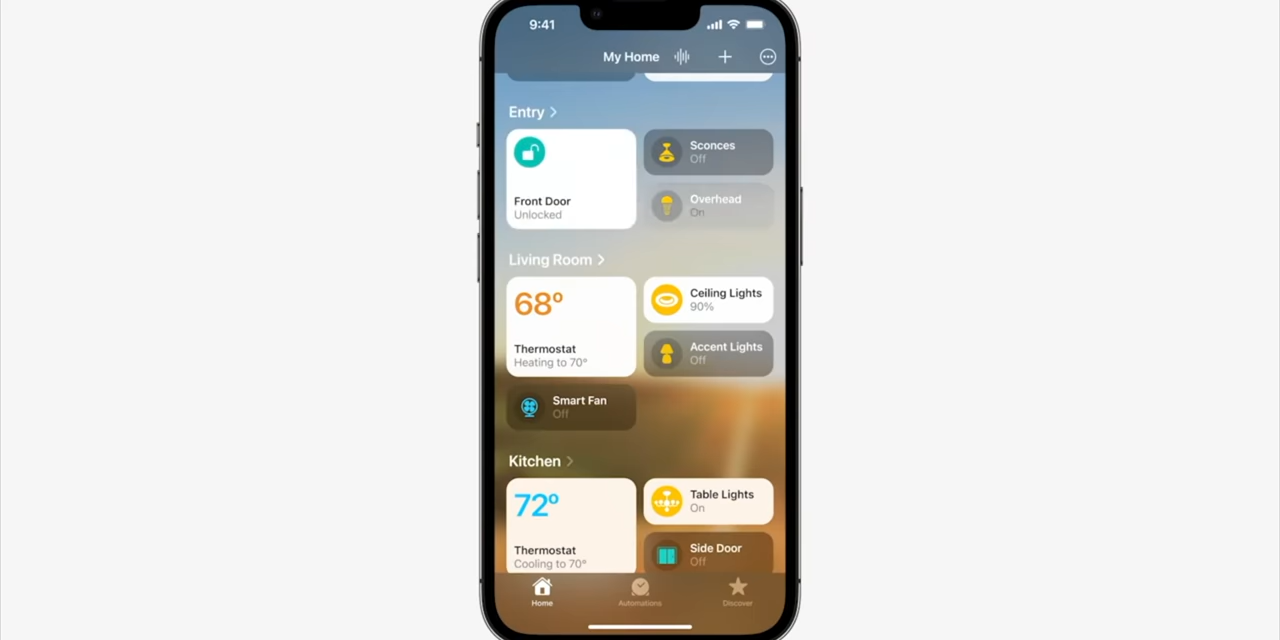 9:41
My Home
Entry
Front Door
Unlocked
Sconces
Off
Overhead
On
Living Room
68°
Thermostat
Heating to 70°
Ceiling Lights
90%
Accent Lights
Off
Smart Fan
Off
Kitchen
72°
Thermostat
Cooling to 70°
Table Lights
On
Side Door
Off
Home
Automations
Discover